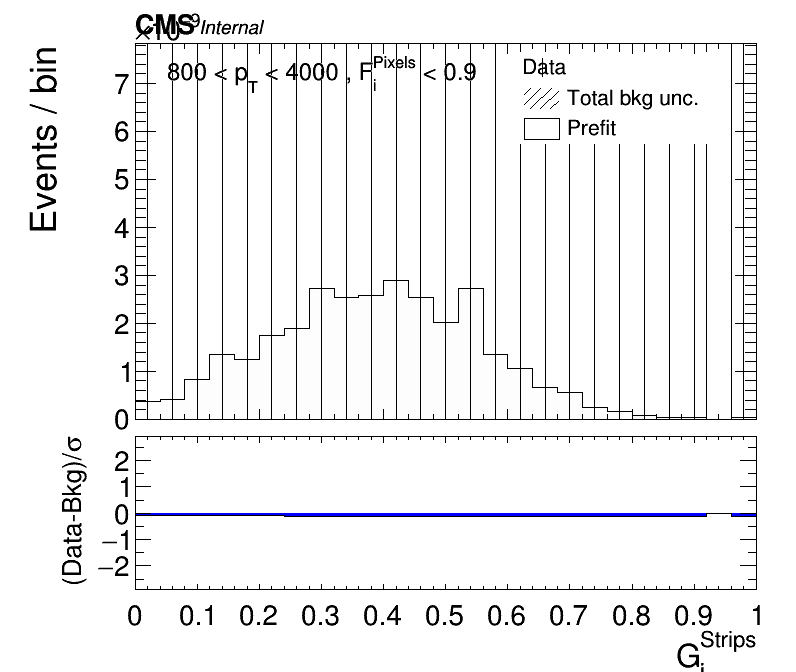 CMS Internal
×10⁹
800 < p_T < 4000 , F_i^Pixels < 0.9
Data
Total bkg unc.
Prefit
Events / bin
7
6
5
4
3
2
1
0
(Data-Bkg)/σ
2
1
0
−1
−2
0 0.1 0.2 0.3 0.4 0.5 0.6 0.7 0.8 0.9 1
G_i^Strips